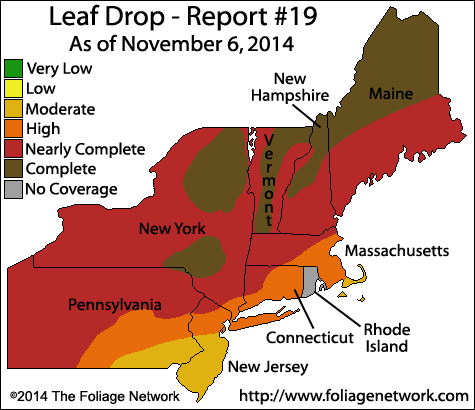 Leaf Drop - Report #19
As of November 6, 2014
Very Low
Low
Moderate
High
Nearly Complete
Complete
No Coverage
New
Hampshire
Maine
Vermont
New York
Massachusetts
Pennsylvania
Connecticut
Rhode
Island
New Jersey
©2014 The Foliage Network
http://www.foliagenetwork.com